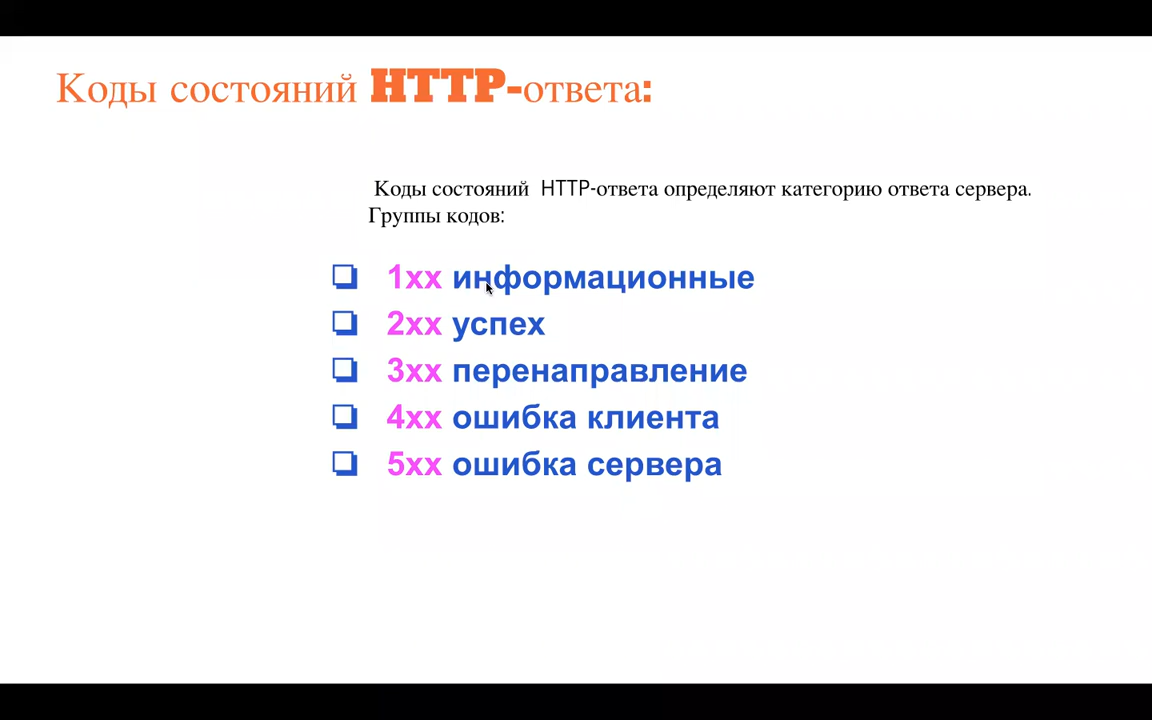 Коды состояний HTTP-ответа:
Коды состояний HTTP-ответа определяют категорию ответа сервера.
Группы кодов:
1xx информационные
2xx успех
3xx перенаправление
4xx ошибка клиента
5xx ошибка сервера